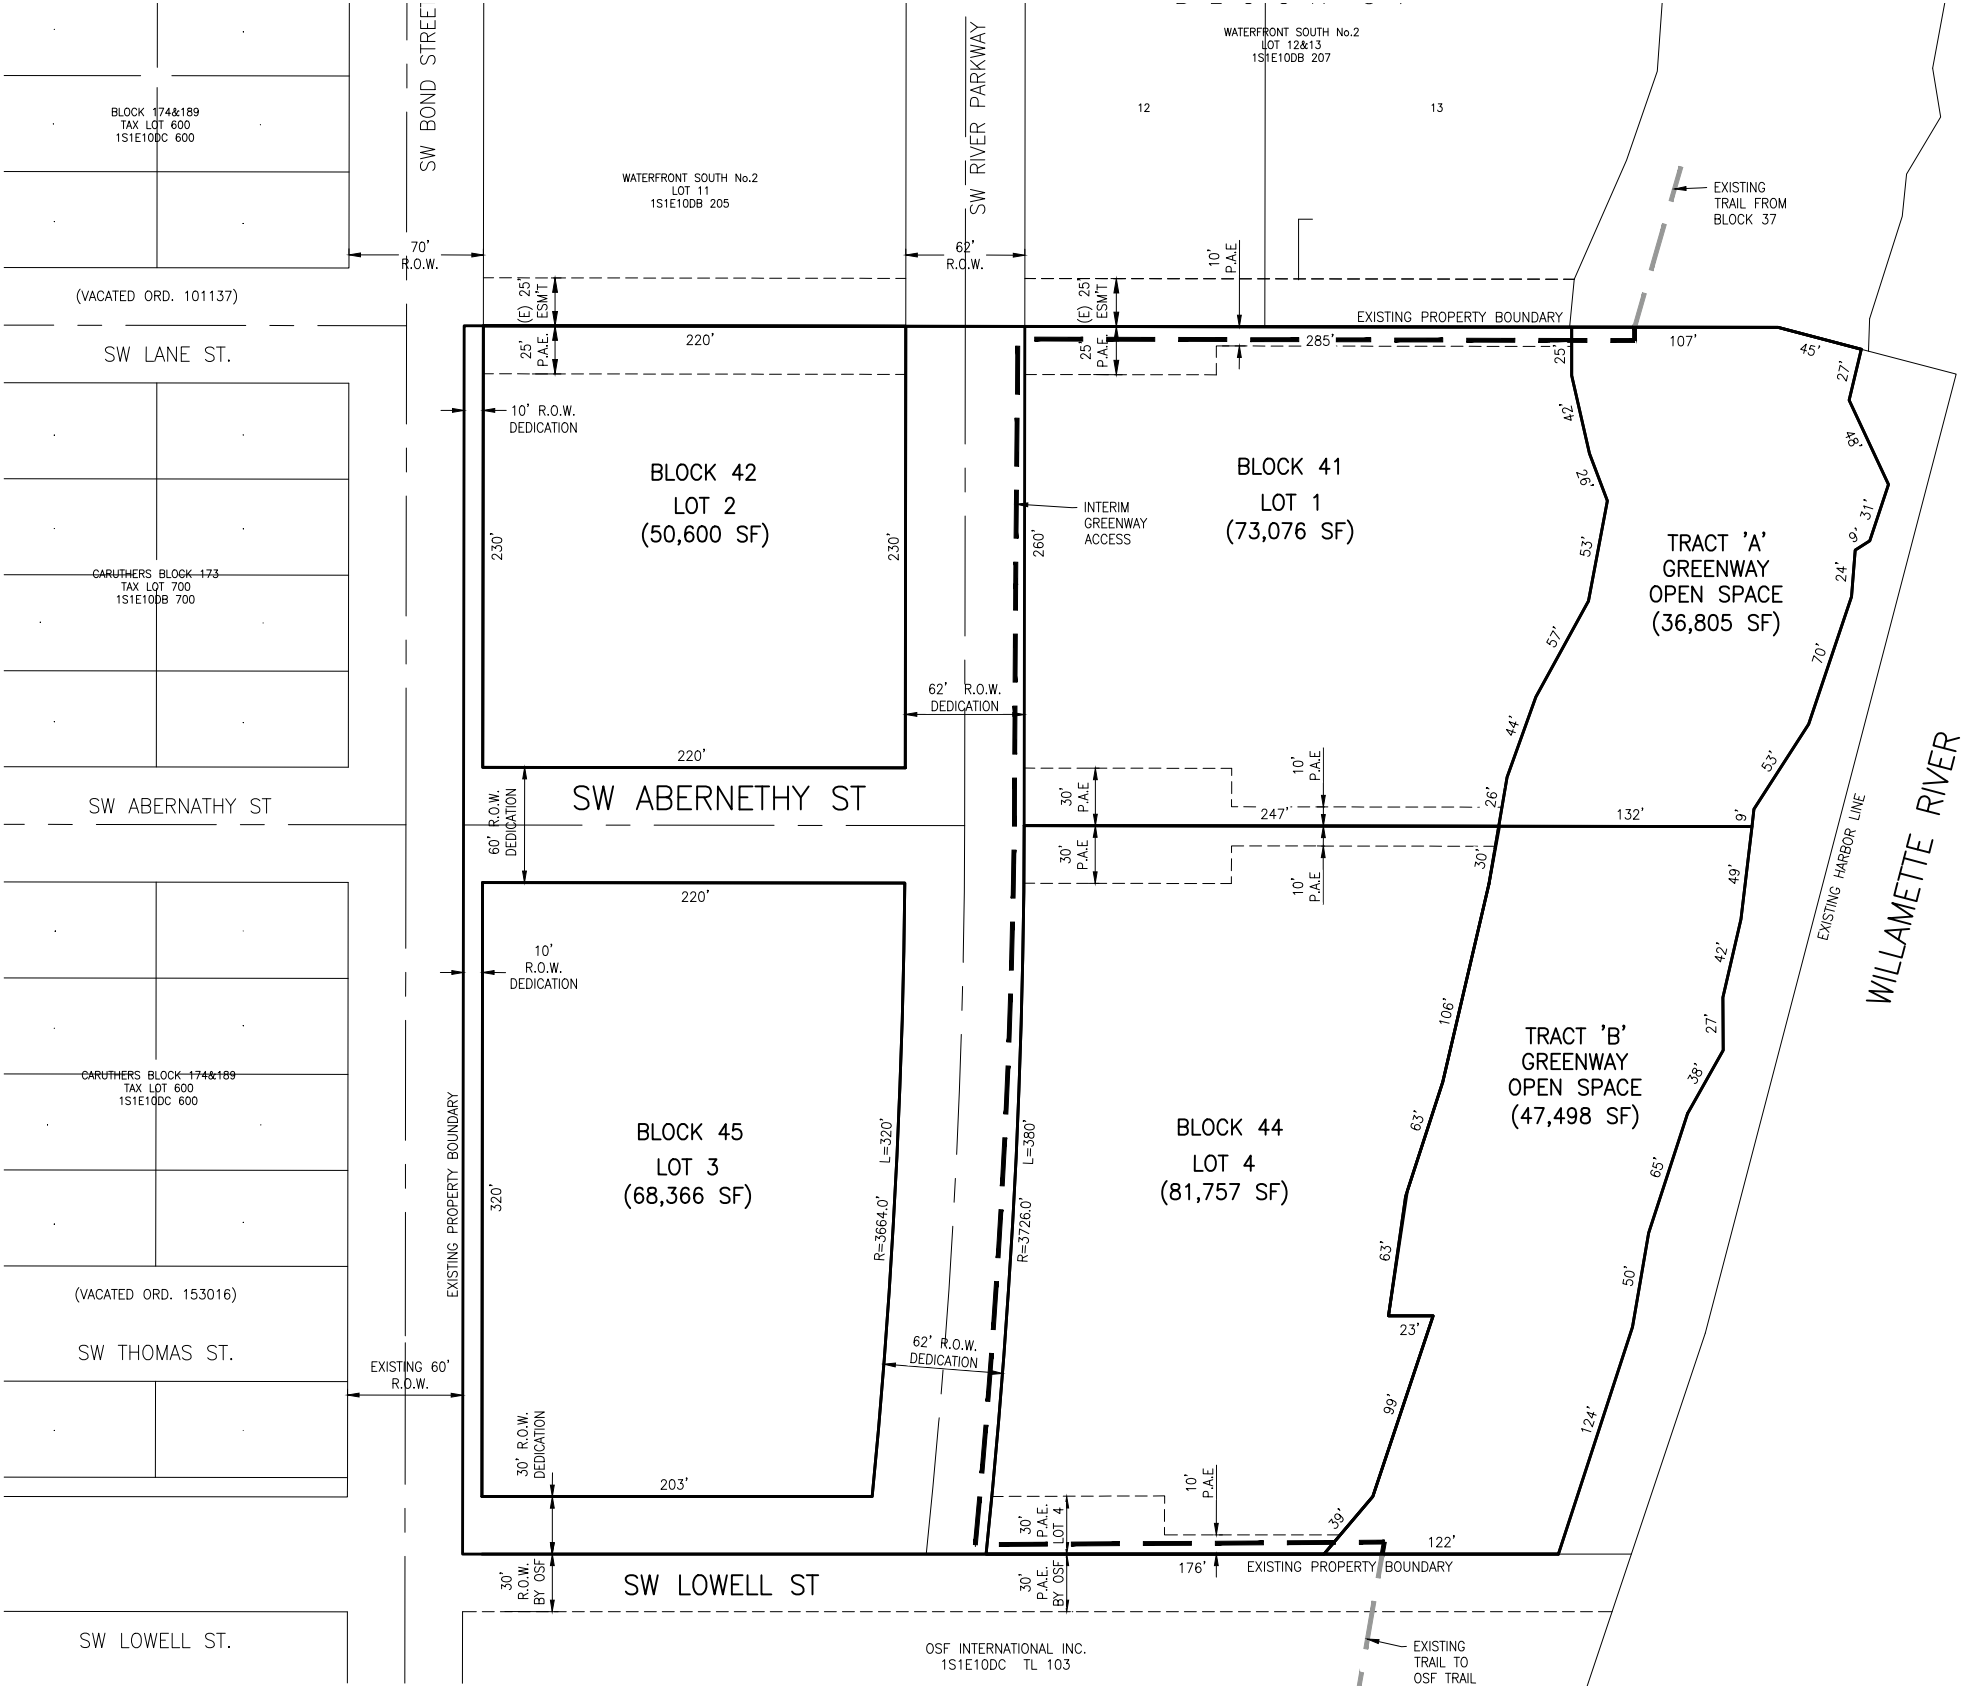 WATERFRONT SOUTH No.2
LOT 12&13
1S1E10DB 207
12
13
SW BOND STREET
SW RIVER PARKWAY
BLOCK 174&189
TAX LOT 600
1S1E10DC 600
WATERFRONT SOUTH No.2
LOT 11
1S1E10DB 205
EXISTING
TRAIL FROM
BLOCK 37
70'
R.O.W.
62'
R.O.W.
10'
P.A.E
(VACATED ORD. 101137)
(E) 25'
ESM'T
(E) 25'
ESM'T
EXISTING PROPERTY BOUNDARY
SW LANE ST.
25'
P.A.E.
220'
25'
P.A.E.
285'
25'
107'
45'
27'
10' R.O.W.
DEDICATION
42'
48'
BLOCK 42
LOT 2
(50,600 SF)
BLOCK 41
LOT 1
(73,076 SF)
26'
31'
9'
INTERIM
GREENWAY
ACCESS
230'
230'
260'
53'
24'
TRACT 'A'
GREENWAY
OPEN SPACE
(36,805 SF)
CARUTHERS BLOCK 173
TAX LOT 700
1S1E10DB 700
57'
70'
62' R.O.W.
DEDICATION
44'
53'
220'
10'
P.A.E
SW ABERNATHY ST
60' R.O.W.
DEDICATION
SW ABERNETHY ST
30'
P.A.E
26'
247'
132'
9'
WILLAMETTE RIVER
EXISTING HARBOR LINE
30'
P.A.E
10'
P.A.E
30'
49'
220'
10'
R.O.W.
DEDICATION
42'
106'
27'
38'
TRACT 'B'
GREENWAY
OPEN SPACE
(47,498 SF)
CARUTHERS BLOCK 174&189
TAX LOT 600
1S1E10DC 600
EXISTING PROPERTY BOUNDARY
BLOCK 45
LOT 3
(68,366 SF)
320'
L=320'
R=3664.0'
L=380'
R=3726.0'
BLOCK 44
LOT 4
(81,757 SF)
63'
65'
63'
50'
(VACATED ORD. 153016)
SW THOMAS ST.
EXISTING 60'
R.O.W.
62' R.O.W.
DEDICATION
23'
99'
124'
30' R.O.W.
DEDICATION
203'
10'
P.A.E
30'
P.A.E.
LOT 4
39'
122'
176'
EXISTING PROPERTY BOUNDARY
30'
R.O.W.
BY OSF
SW LOWELL ST
30'
P.A.E.
BY OSF
SW LOWELL ST.
OSF INTERNATIONAL INC.
1S1E10DC TL 103
EXISTING
TRAIL TO
OSF TRAIL